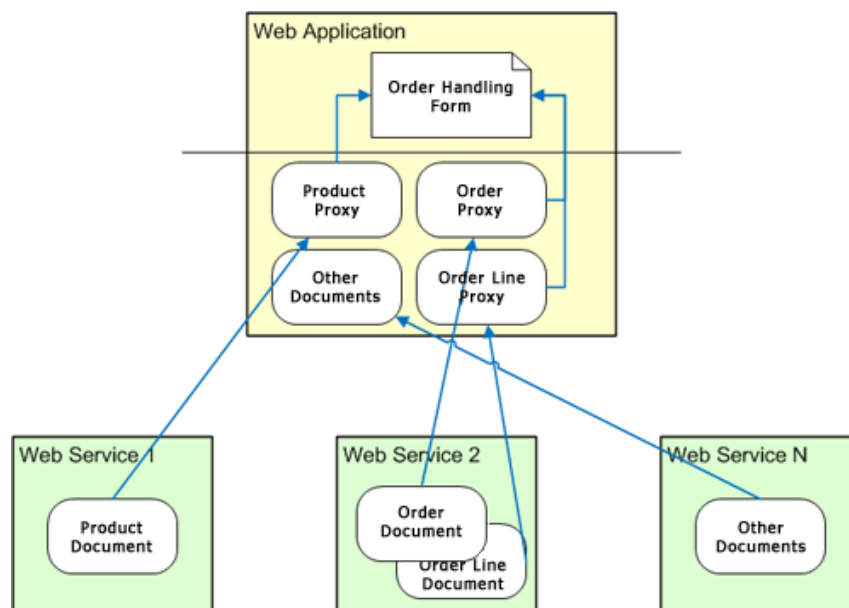 Web Application
Order Handling
Form
Product
Proxy
Order
Proxy
Other
Documents
Order Line
Proxy
Web Service 1
Product
Document
Web Service 2
Order
Document
Order Line
Document
Web Service N
Other
Documents